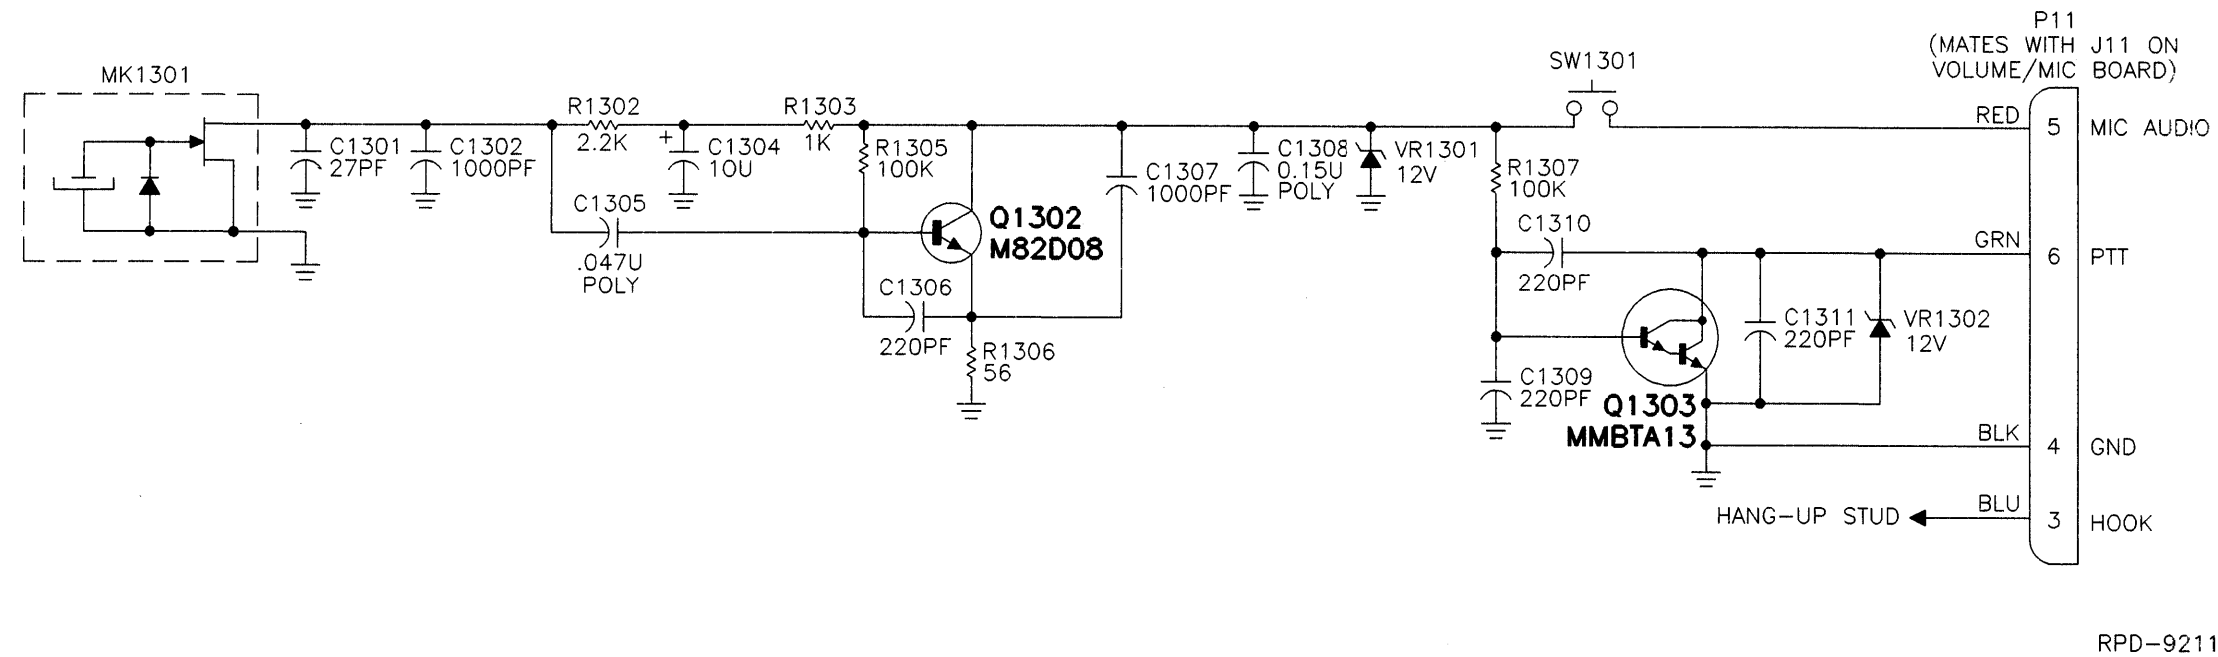 P11
(MATES WITH J11 ON
VOLUME/MIC BOARD)
MK1301
SW1301
R1302
2.2K
R1303
1K
RED
5
MIC AUDIO
C1301
27PF
C1302
1000PF
+
C1304
10U
R1305
100K
C1307
1000PF
C1308
0.15U
POLY
VR1301
12V
R1307
100K
C1305
.047U
POLY
Q1302
M82D08
C1310
220PF
GRN
6
PTT
C1306
220PF
R1306
56
C1311
220PF
VR1302
12V
C1309
220PF
Q1303
MMBTA13
BLK
4
GND
HANG-UP STUD
BLU
3
HOOK
RPD-9211